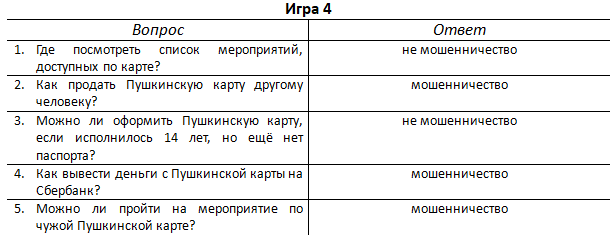 Игра 4
Вопрос Ответ
1. Где посмотреть список мероприятий, не мошенничество
доступных по карте?
2. Как продать Пушкинскую карту другому мошенничество
человеку?
3. Можно ли оформить Пушкинскую карту, не мошенничество
если исполнилось 14 лет, но ещё нет
паспорта?
4. Как вывести деньги с Пушкинской карты на мошенничество
Сбербанк?
5. Можно ли пройти на мероприятие по мошенничество
чужой Пушкинской карте?